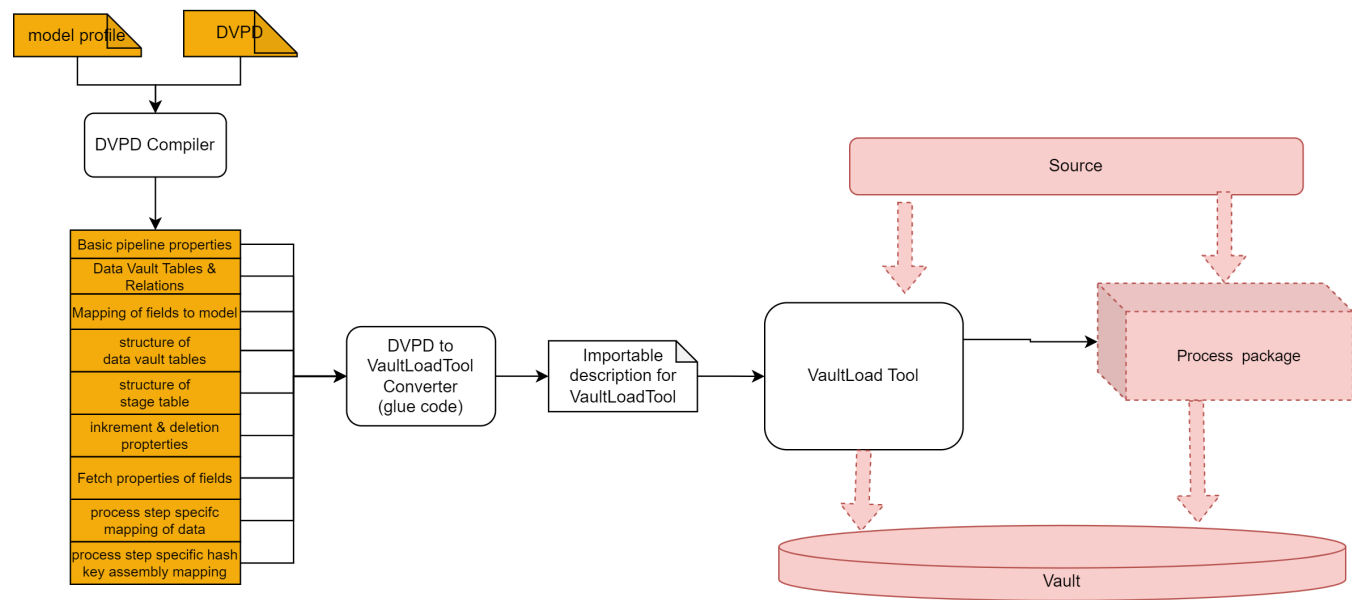 model profile
DVPD
DVPD Compiler
Source
Basic pipeline properties
Data Vault Tables &
Relations
Mapping of fields to model
structure of
data vault tables
structure of
stage table
inkrement & deletion
propterties
Fetch properties of fields
process step specifc
mapping of data
process step specific hash
key assembly mapping
DVPD to
VaultLoadTool
Converter
(glue code)
Importable
description for
VaultLoadTool
VaultLoad Tool
Process package
Vault